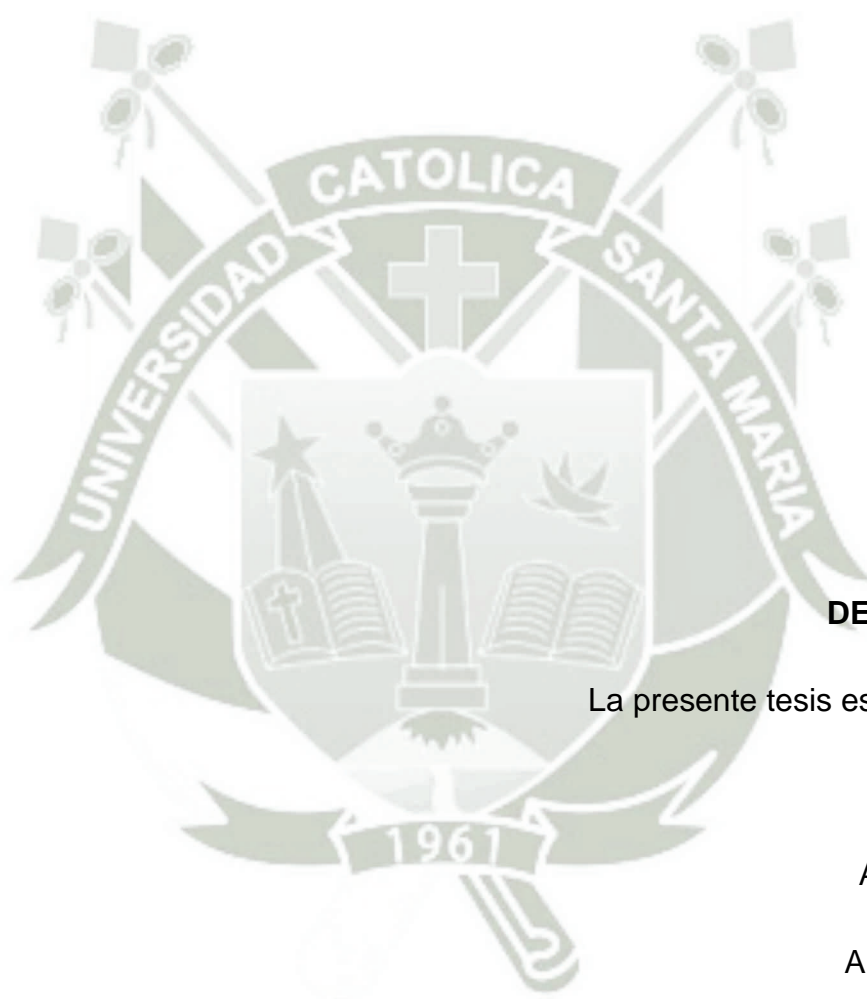 UNIVERSIDAD CATOLICA SANTA MARIA
DE
La presente tesis es
A
A
1961